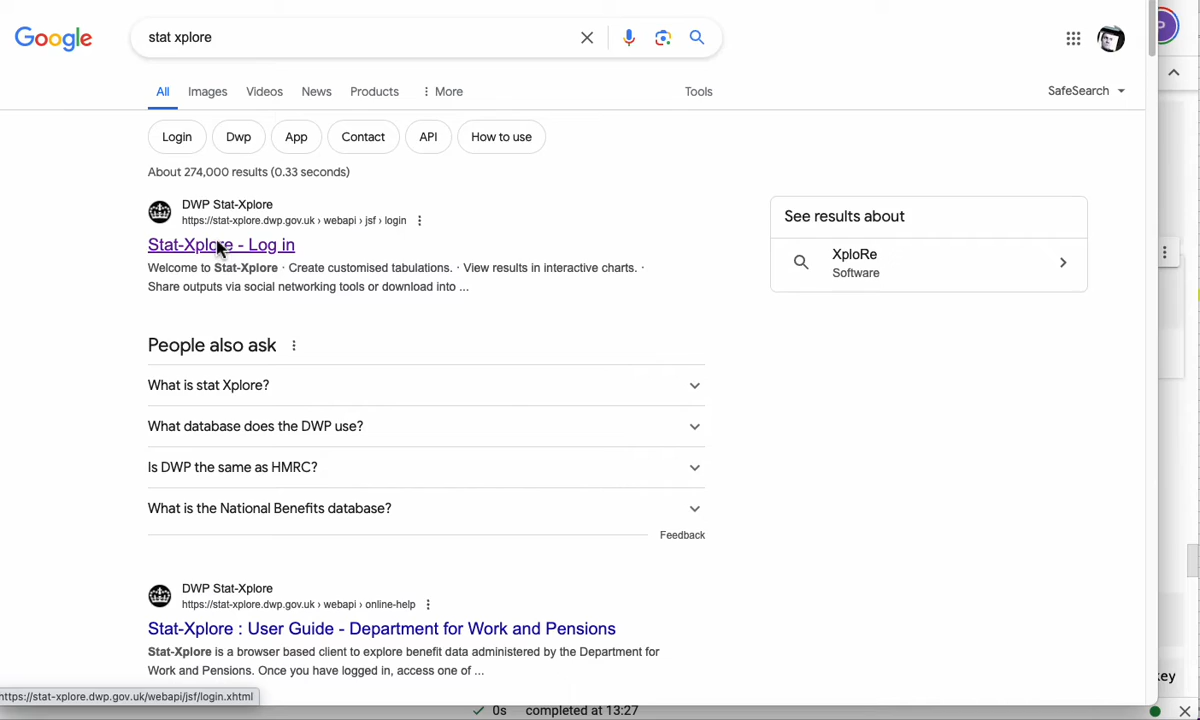 Google
stat xplore
All
Images
Videos
News
Products
More
Tools
SafeSearch
Login
Dwp
App
Contact
API
How to use
About 274,000 results (0.33 seconds)
DWP Stat-Xplore
https://stat-xplore.dwp.gov.uk › webapi › jsf › login
Stat-Xplore - Log in
Welcome to Stat-Xplore · Create customised tabulations. · View results in interactive charts. ·
Share outputs via social networking tools or download into ...
See results about
XploRe
Software
People also ask
What is stat Xplore?
What database does the DWP use?
Is DWP the same as HMRC?
What is the National Benefits database?
Feedback
DWP Stat-Xplore
https://stat-xplore.dwp.gov.uk › webapi › online-help
Stat-Xplore : User Guide - Department for Work and Pensions
Stat-Xplore is a browser based client to explore benefit data administered by the Department for
Work and Pensions. Once you have logged in, access one of ...
https://stat-xplore.dwp.gov.uk/webapi/jsf/login.xhtml
ey
0s completed at 13:27
P